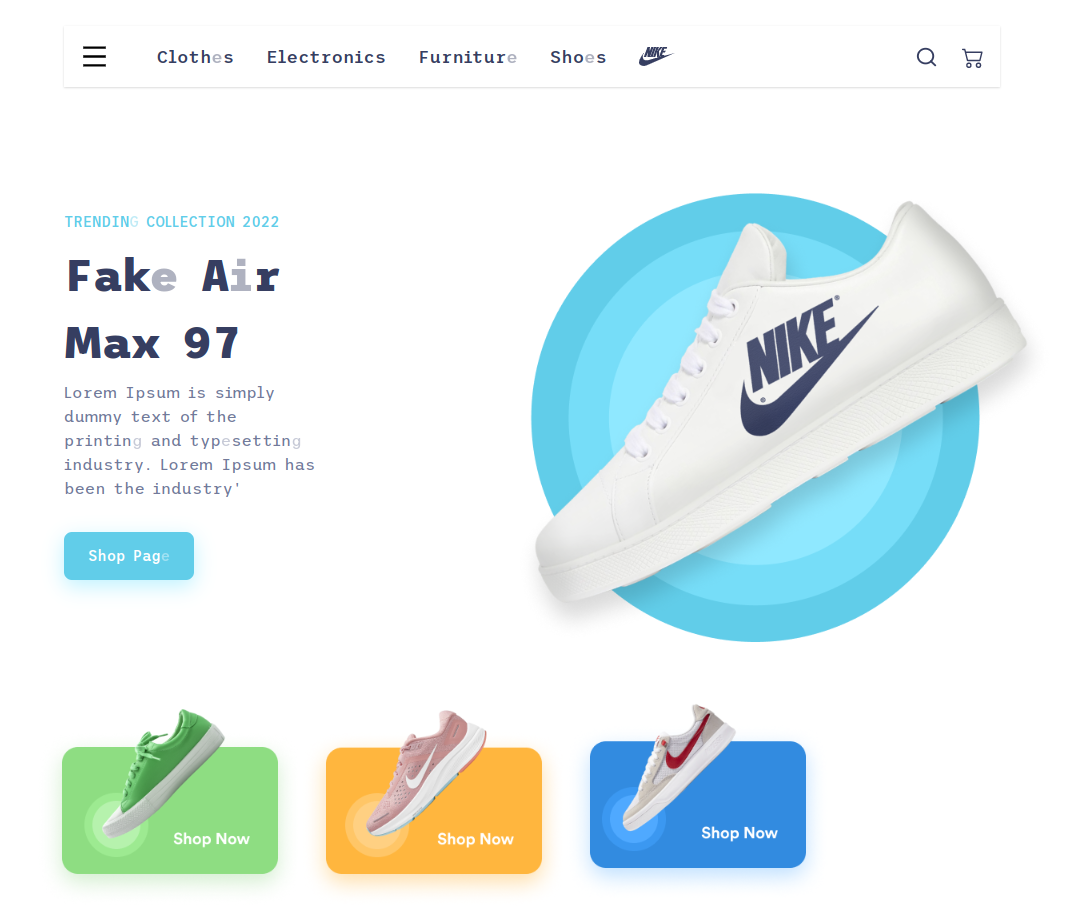 Clothes Electronics Furniture Shoes NIKE
TRENDING COLLECTION 2022
Fake Air
Max 97
Lorem Ipsum is simply
dummy text of the
printing and typesetting
industry. Lorem Ipsum has
been the industry'
Shop Page
NIKE
Shop Now
Shop Now
Shop Now